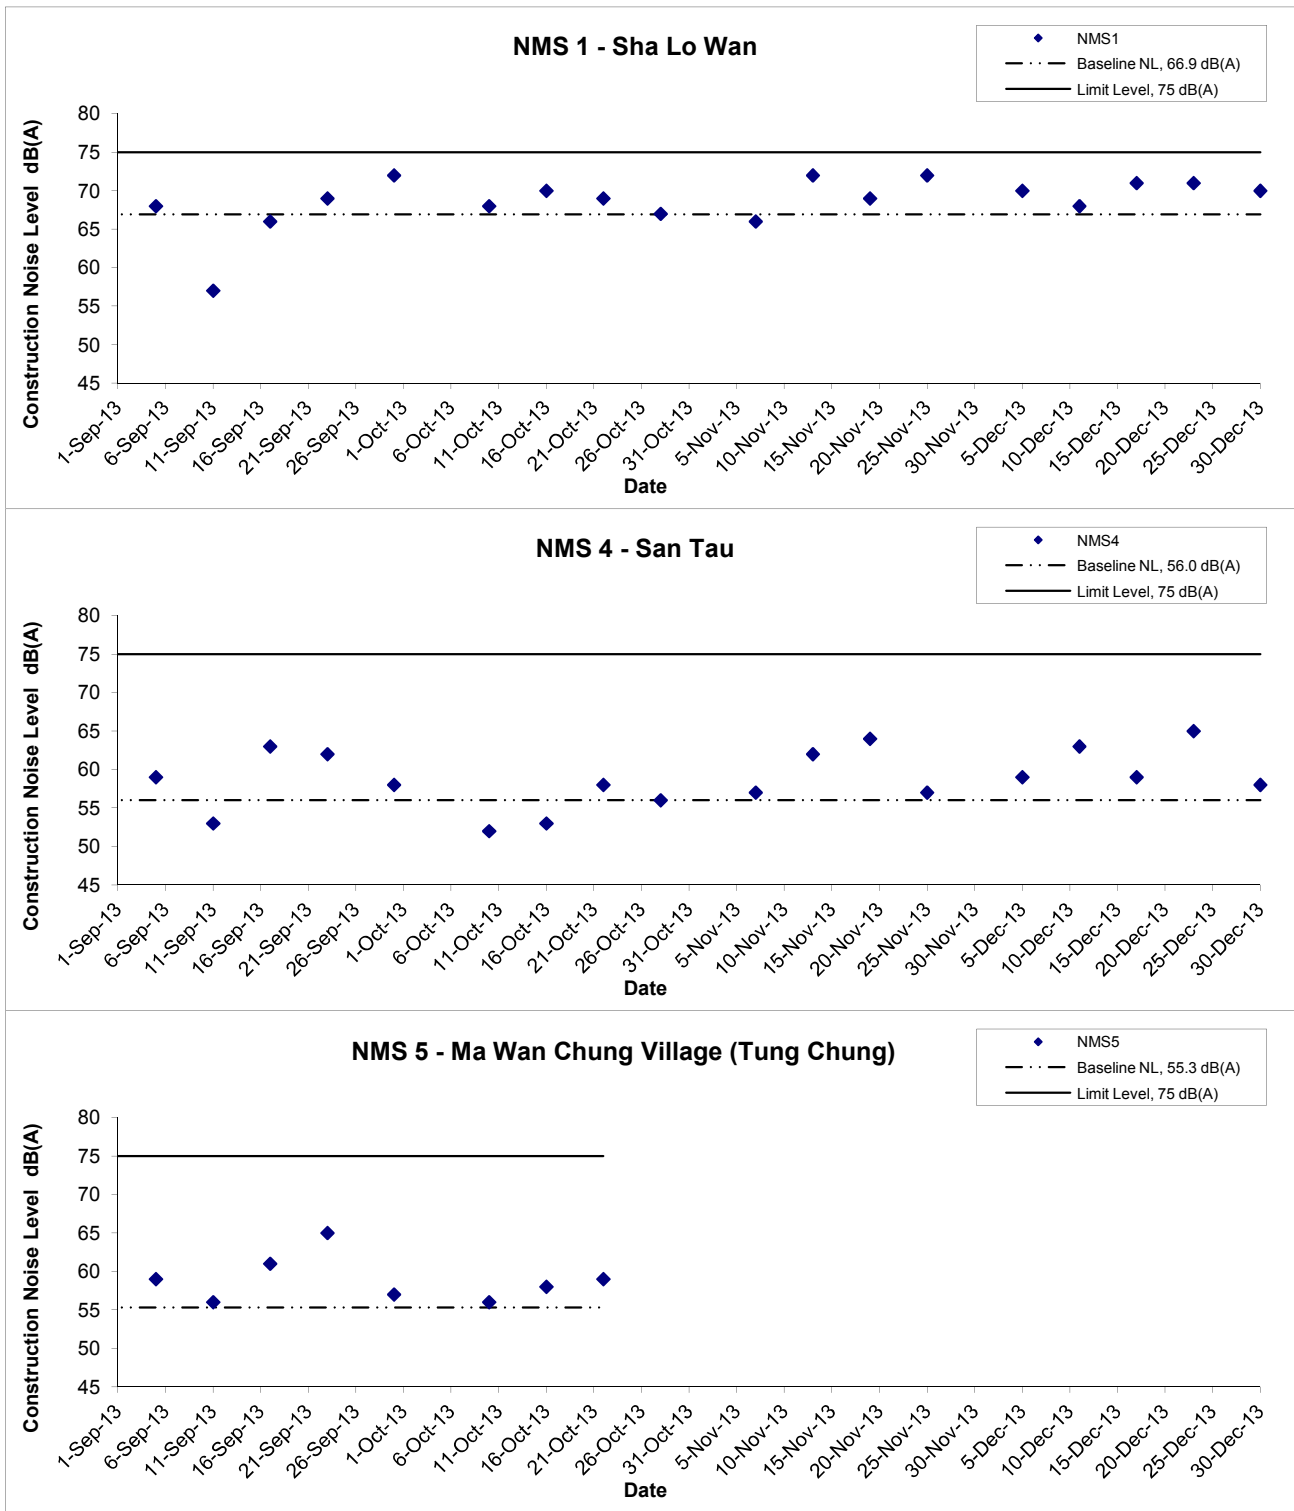 NMS 1 - Sha Lo Wan
NMS1
Baseline NL, 66.9 dB(A)
Limit Level, 75 dB(A)
Construction Noise Level dB(A)
80
75
70
65
60
55
50
45
1-Sep-13
6-Sep-13
11-Sep-13
16-Sep-13
21-Sep-13
26-Sep-13
1-Oct-13
6-Oct-13
11-Oct-13
16-Oct-13
21-Oct-13
26-Oct-13
31-Oct-13
5-Nov-13
10-Nov-13
15-Nov-13
20-Nov-13
25-Nov-13
30-Nov-13
5-Dec-13
10-Dec-13
15-Dec-13
20-Dec-13
25-Dec-13
30-Dec-13
Date
NMS 4 - San Tau
NMS4
Baseline NL, 56.0 dB(A)
Limit Level, 75 dB(A)
Construction Noise Level dB(A)
80
75
70
65
60
55
50
45
1-Sep-13
6-Sep-13
11-Sep-13
16-Sep-13
21-Sep-13
26-Sep-13
1-Oct-13
6-Oct-13
11-Oct-13
16-Oct-13
21-Oct-13
26-Oct-13
31-Oct-13
5-Nov-13
10-Nov-13
15-Nov-13
20-Nov-13
25-Nov-13
30-Nov-13
5-Dec-13
10-Dec-13
15-Dec-13
20-Dec-13
25-Dec-13
30-Dec-13
Date
NMS 5 - Ma Wan Chung Village (Tung Chung)
NMS5
Baseline NL, 55.3 dB(A)
Limit Level, 75 dB(A)
Construction Noise Level dB(A)
80
75
70
65
60
55
50
45
1-Sep-13
6-Sep-13
11-Sep-13
16-Sep-13
21-Sep-13
26-Sep-13
1-Oct-13
6-Oct-13
11-Oct-13
16-Oct-13
21-Oct-13
26-Oct-13
31-Oct-13
5-Nov-13
10-Nov-13
15-Nov-13
20-Nov-13
25-Nov-13
30-Nov-13
5-Dec-13
10-Dec-13
15-Dec-13
20-Dec-13
25-Dec-13
30-Dec-13
Date